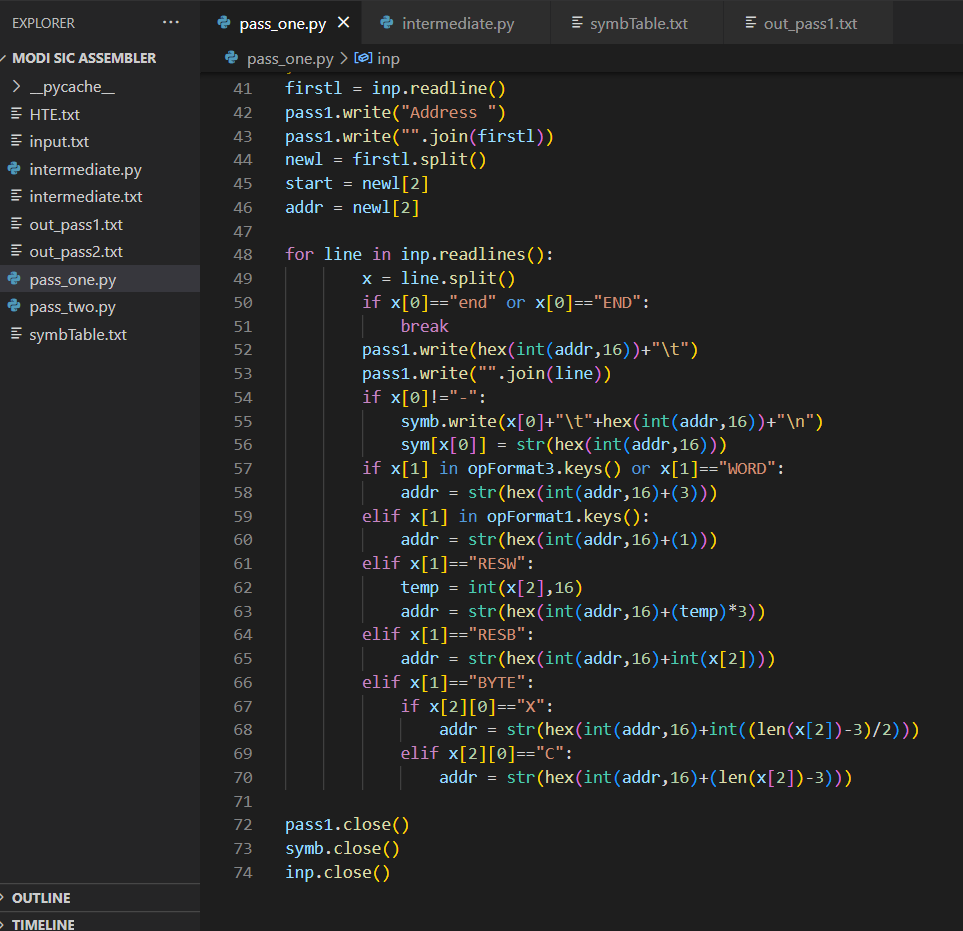 EXPLORER ...
MODI SIC ASSEMBLER
__pycache__
HTE.txt
input.txt
intermediate.py
intermediate.txt
out_pass1.txt
out_pass2.txt
pass_one.py
pass_two.py
symbTable.txt
OUTLINE
TIMELINE
pass_one.py × intermediate.py symbTable.txt out_pass1.txt
pass_one.py > inp
41 firstl = inp.readline()
42 pass1.write("Address ")
43 pass1.write("".join(firstl))
44 newl = firstl.split()
45 start = newl[2]
46 addr = newl[2]
47
48 for line in inp.readlines():
49         x = line.split()
50         if x[0]=="end" or x[0]=="END":
51             break
52         pass1.write(hex(int(addr,16))+"\t")
53         pass1.write("".join(line))
54         if x[0]!="-":
55             symb.write(x[0]+"\t"+hex(int(addr,16))+"\n")
56             sym[x[0]] = str(hex(int(addr,16)))
57         if x[1] in opFormat3.keys() or x[1]=="WORD":
58             addr = str(hex(int(addr,16)+(3)))
59         elif x[1] in opFormat1.keys():
60             addr = str(hex(int(addr,16)+(1)))
61         elif x[1]=="RESW":
62             temp = int(x[2],16)
63             addr = str(hex(int(addr,16)+(temp)*3))
64         elif x[1]=="RESB":
65             addr = str(hex(int(addr,16)+int(x[2])))
66         elif x[1]=="BYTE":
67             if x[2][0]=="X":
68                 addr = str(hex(int(addr,16)+int((len(x[2])-3)/2)))
69             elif x[2][0]=="C":
70                 addr = str(hex(int(addr,16)+(len(x[2])-3)))
71
72 pass1.close()
73 symb.close()
74 inp.close()